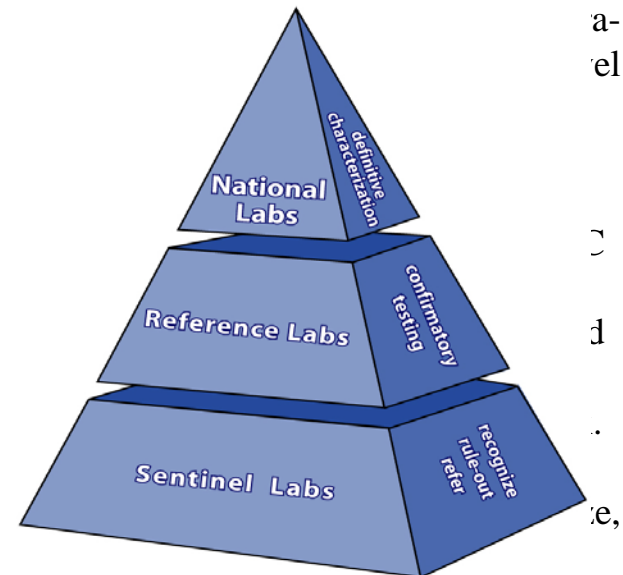 National
Labs
definitive
characterization
Reference Labs
confirmatory
testing
Sentinel Labs
recognize
rule-out
refer